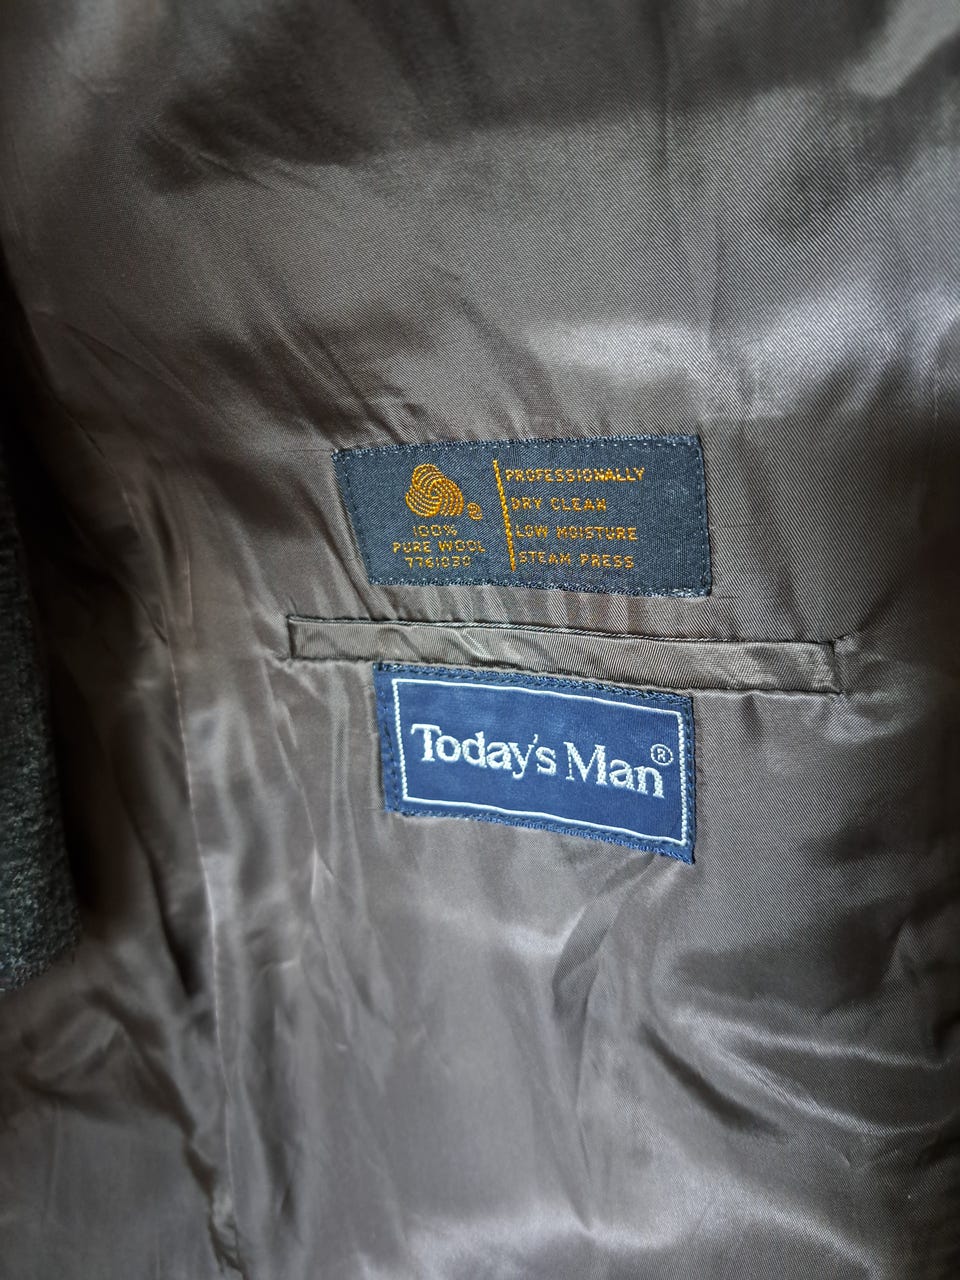 100%
PURE WOOL
7761030
PROFESSIONALLY
DRY CLEAN
LOW MOISTURE
STEAM PRESS
Today's Man®